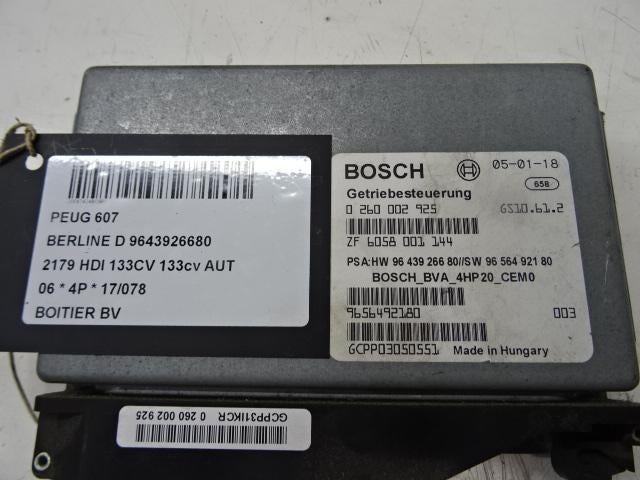 PEUG 607
BERLINE D 9643926680
2179 HDI 133CV 133cv AUT
06 * 4P * 17/078
BOITIER BV
BOSCH 05-01-18
Getriebesteuerung 658
0 260 002 925 GS10.61.2
ZF 6058 001 144
PSA:HW 96 439 266 80//SW 96 564 921 80
BOSCH_BVA_4HP20_CEM0
9656492180 003
GCPP03050551 Made in Hungary
GCPP31IKCR 0 260 002 925